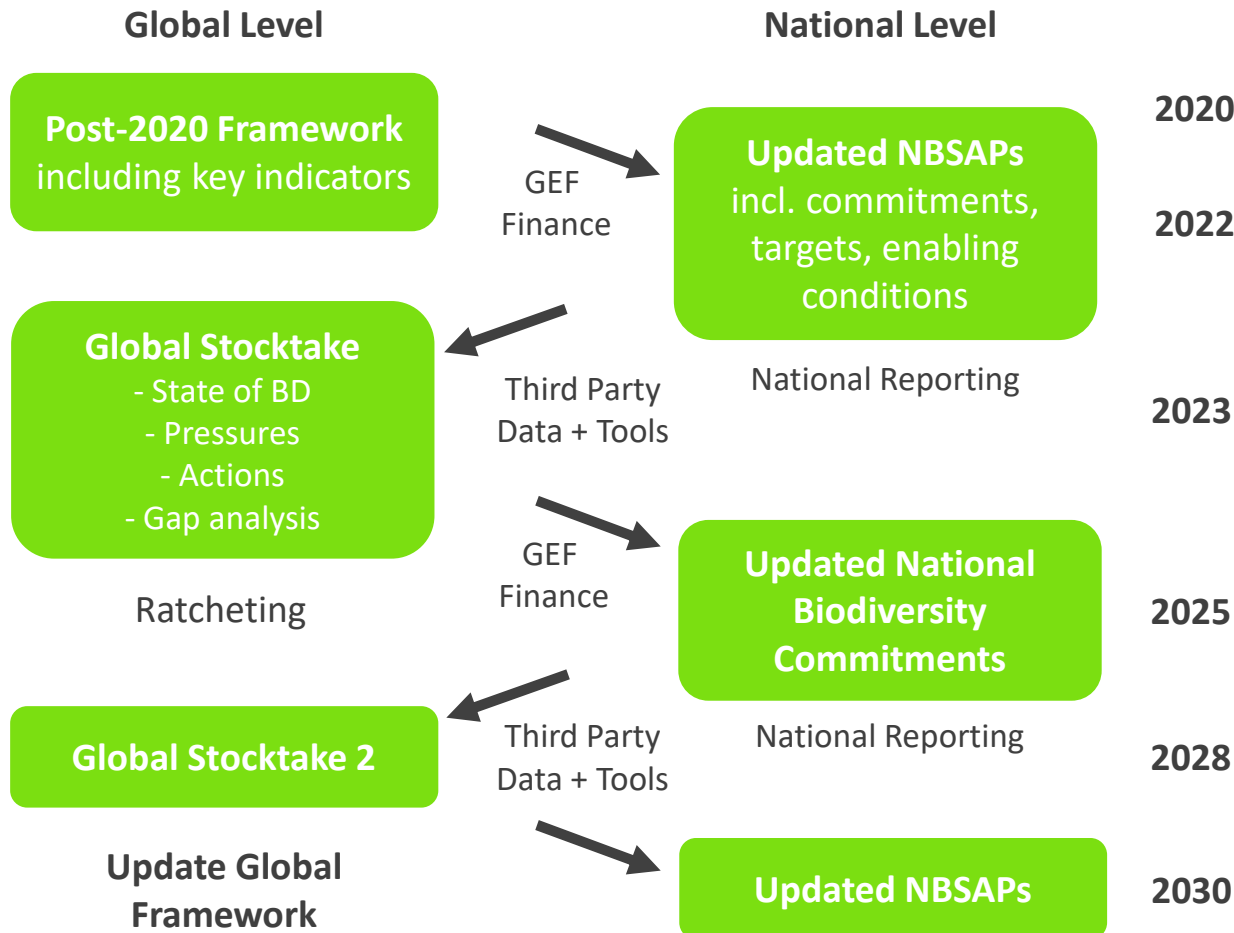 Global Level
National Level
2020
Post-2020 Framework
including key indicators
GEF
Finance
Updated NBSAPs
incl. commitments,
targets, enabling
conditions
2022
Global Stocktake
- State of BD
- Pressures
- Actions
- Gap analysis
Third Party
Data + Tools
National Reporting
2023
Ratcheting
GEF
Finance
Updated National
Biodiversity
Commitments
2025
Global Stocktake 2
Third Party
Data + Tools
National Reporting
2028
Update Global
Framework
Updated NBSAPs
2030